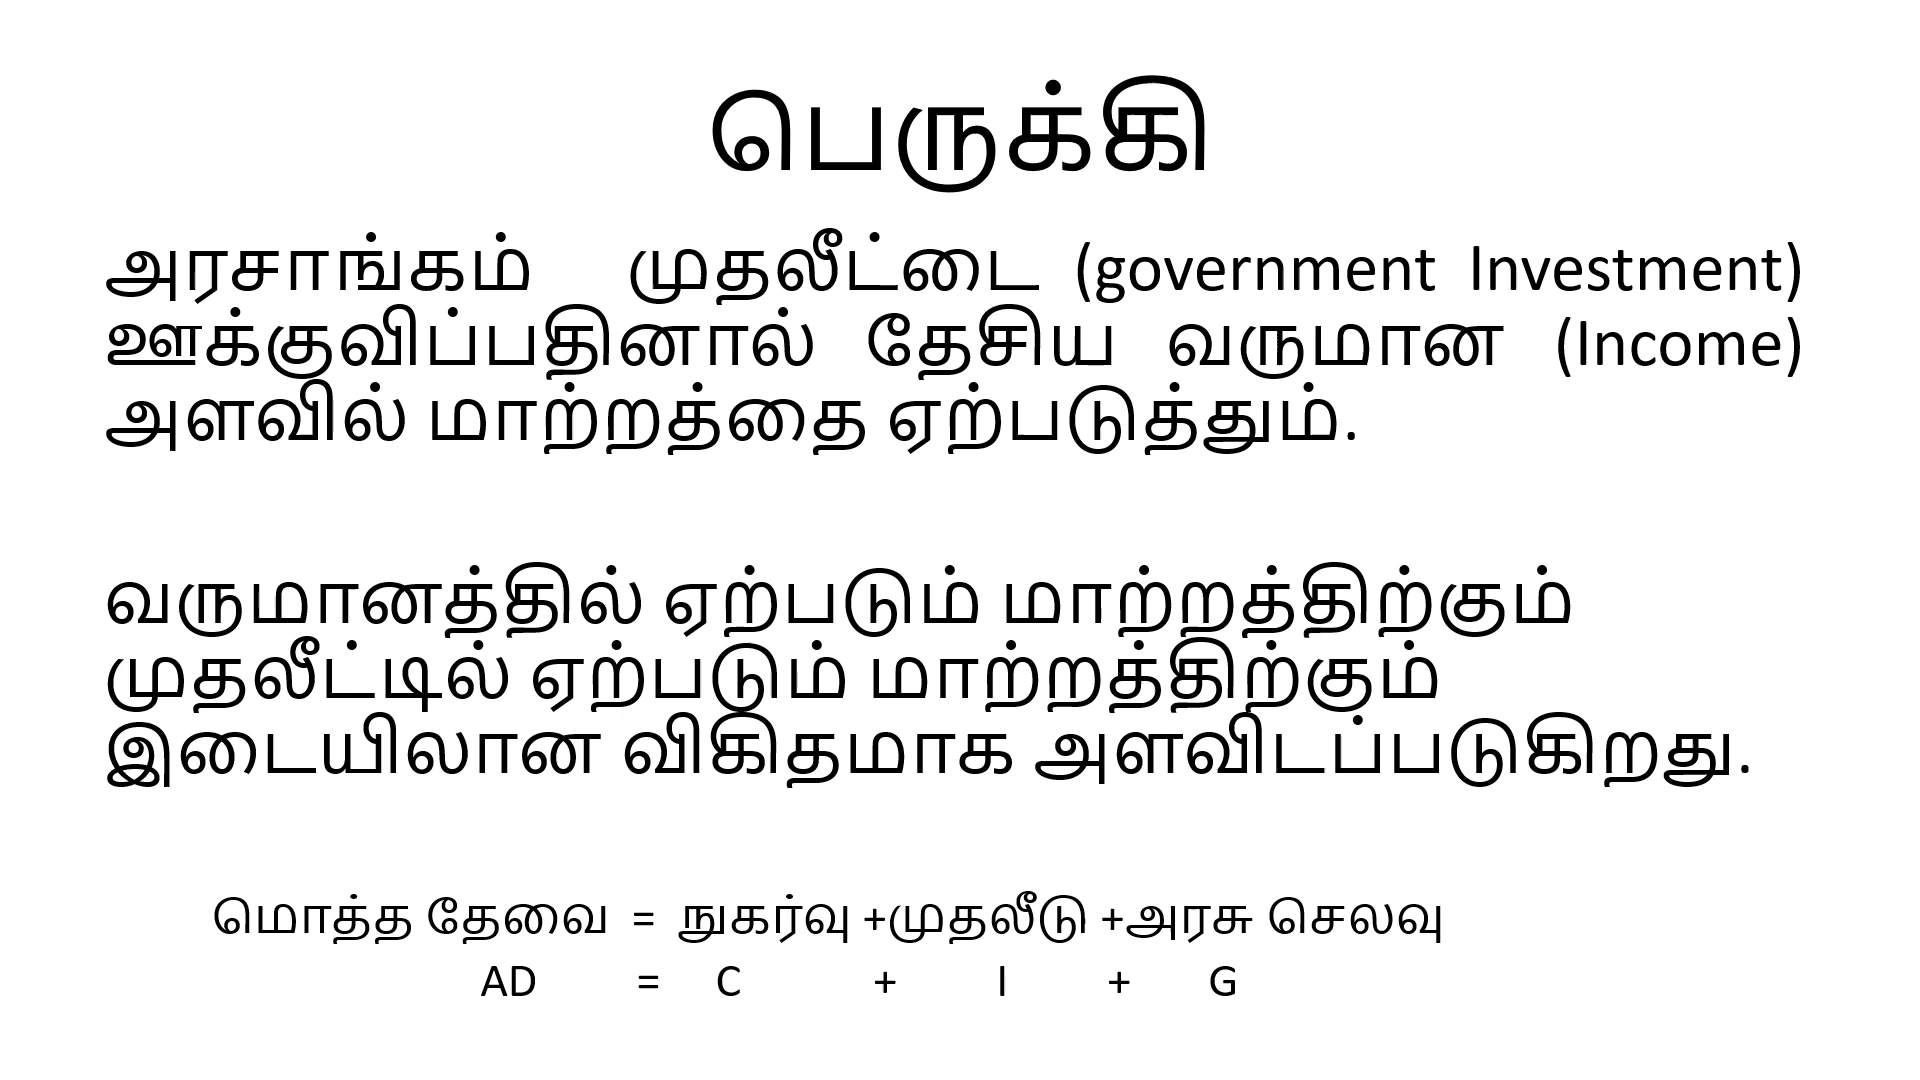 பெருக்கி
அரசாங்கம் முதலீட்டை (government Investment)
ஊக்குவிப்பதினால் தேசிய வருமான (Income)
அளவில் மாற்றத்தை ஏற்படுத்தும்.
வருமானத்தில் ஏற்படும் மாற்றத்திற்கும்
முதலீட்டில் ஏற்படும் மாற்றத்திற்கும்
இடையிலான விகிதமாக அளவிடப்படுகிறது.
மொத்த தேவை = நுகர்வு +முதலீடு +அரசு செலவு
AD = C + I + G